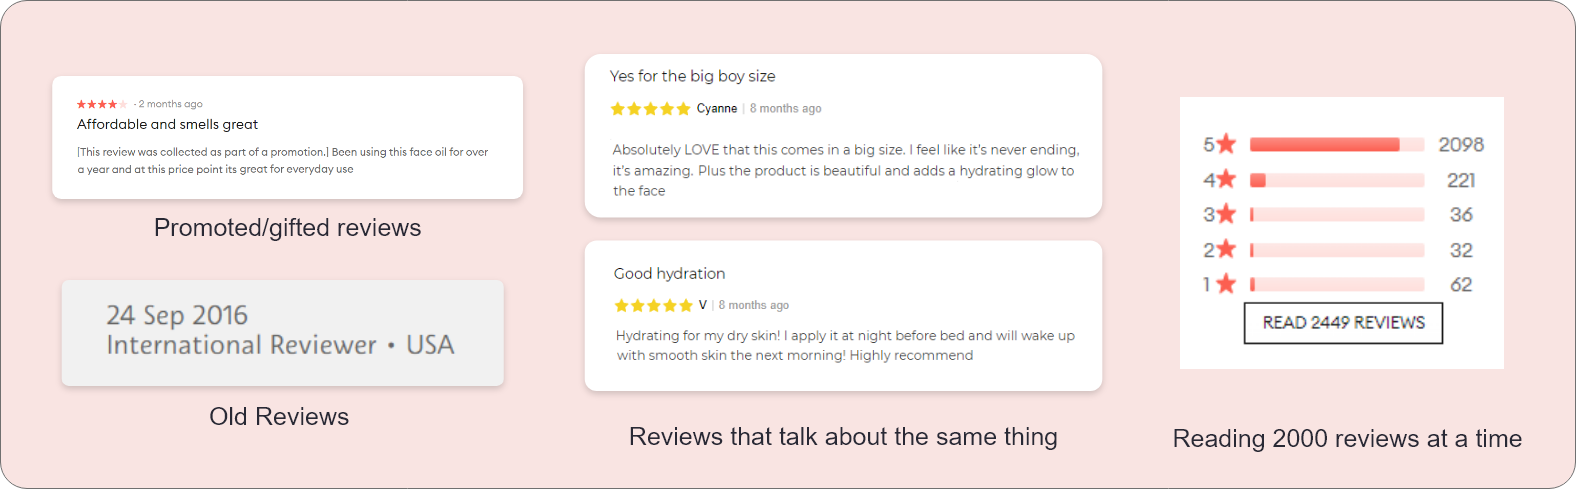 · 2 months ago
Affordable and smells great
[This review was collected as part of a promotion.] Been using this face oil for over
a year and at this price point its great for everyday use
Promoted/gifted reviews
24 Sep 2016
International Reviewer • USA
Old Reviews
Yes for the big boy size
Cyanne | 8 months ago
Absolutely LOVE that this comes in a big size. I feel like it's never ending,
it's amazing. Plus the product is beautiful and adds a hydrating glow to
the face
Good hydration
V | 8 months ago
Hydrating for my dry skin! I apply it at night before bed and will wake up
with smooth skin the next morning! Highly recommend
Reviews that talk about the same thing
5 2098
4 221
3 36
2 32
1 62
READ 2449 REVIEWS
Reading 2000 reviews at a time